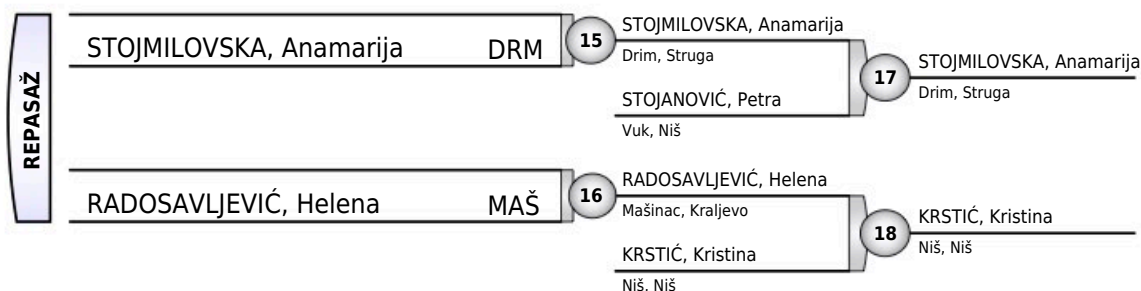 REPASAŽ
STOJMILOVSKA, Anamarija DRM
15
STOJMILOVSKA, Anamarija
Drim, Struga
STOJANOVIĆ, Petra
Vuk, Niš
17
STOJMILOVSKA, Anamarija
Drim, Struga
RADOSAVLJEVIĆ, Helena MAŠ
16
RADOSAVLJEVIĆ, Helena
Mašinac, Kraljevo
KRSTIĆ, Kristina
Niš, Niš
18
KRSTIĆ, Kristina
Niš, Niš